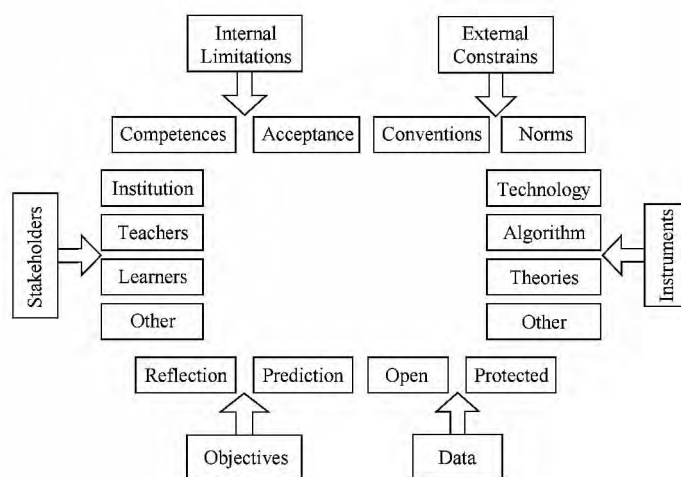 Internal
Limitations
External
Constrains
Competences
Acceptance
Conventions
Norms
Institution
Teachers
Learners
Other
Stakeholders
Technology
Algorithm
Theories
Other
Instruments
Reflection
Prediction
Open
Protected
Objectives
Data